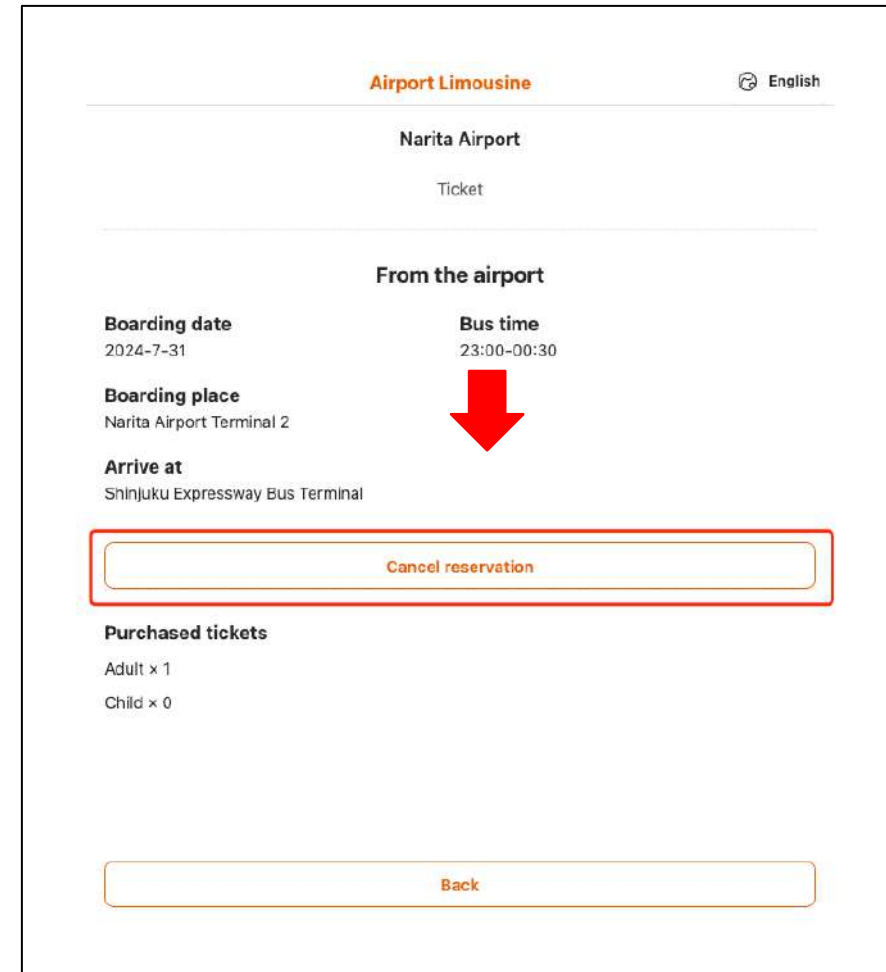 Airport Limousine
English
Narita Airport
Ticket
From the airport
Boarding date
Bus time
2024-7-31
23:00-00:30
Boarding place
Narita Airport Terminal 2
Arrive at
Shinjuku Expressway Bus Terminal
Cancel reservation
Purchased tickets
Adult × 1
Child × 0
Back